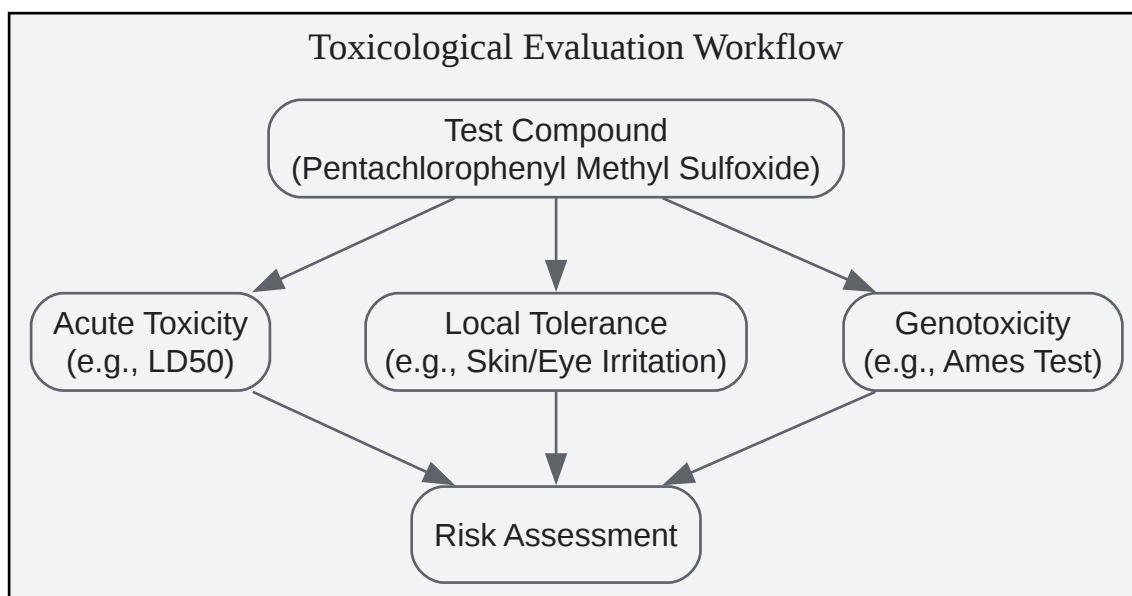 Toxicological Evaluation Workflow
Test Compound
(Pentachlorophenyl Methyl Sulfoxide)
Acute Toxicity
(e.g., LD50)
Local Tolerance
(e.g., Skin/Eye Irritation)
Genotoxicity
(e.g., Ames Test)
Risk Assessment